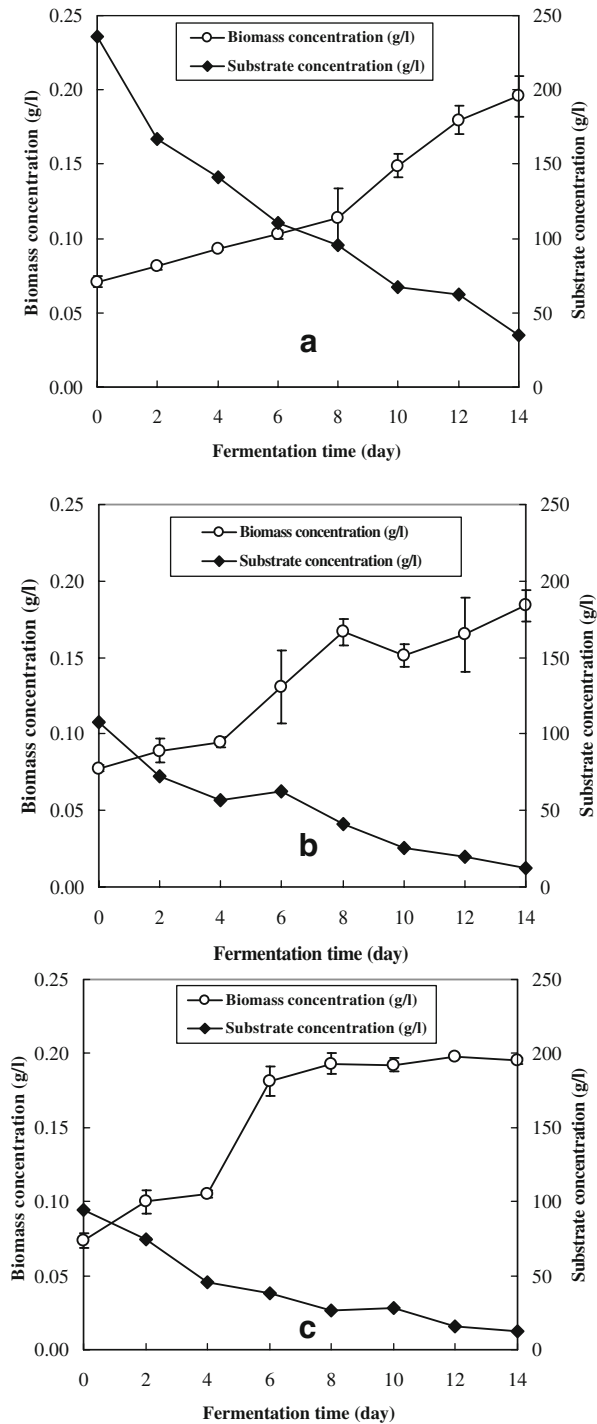 0.25
0.20
0.15
0.10
0.05
0.00
Biomass concentration (g/l)
Biomass concentration (g/l)
Substrate concentration (g/l)
250
200
150
100
50
0
Substrate concentration (g/l)
a
0 2 4 6 8 10 12 14
Fermentation time (day)
0.25
0.20
0.15
0.10
0.05
0.00
Biomass concentration (g/l)
Biomass concentration (g/l)
Substrate concentration (g/l)
250
200
150
100
50
0
Substrate concentration (g/l)
b
0 2 4 6 8 10 12 14
Fermentation time (day)
0.25
0.20
0.15
0.10
0.05
0.00
Biomass concentration (g/l)
Biomass concentration (g/l)
Substrate concentration (g/l)
250
200
150
100
50
0
Substrate concentration (g/l)
c
0 2 4 6 8 10 12 14
Fermentation time (day)